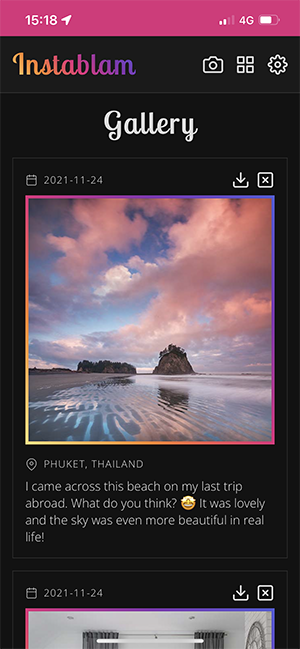 15:18
4G
Instablam
Gallery
2021-11-24
PHUKET, THAILAND
I came across this beach on my last trip
abroad. What do you think? 🤩 It was lovely
and the sky was even more beautiful in real
life!
2021-11-24